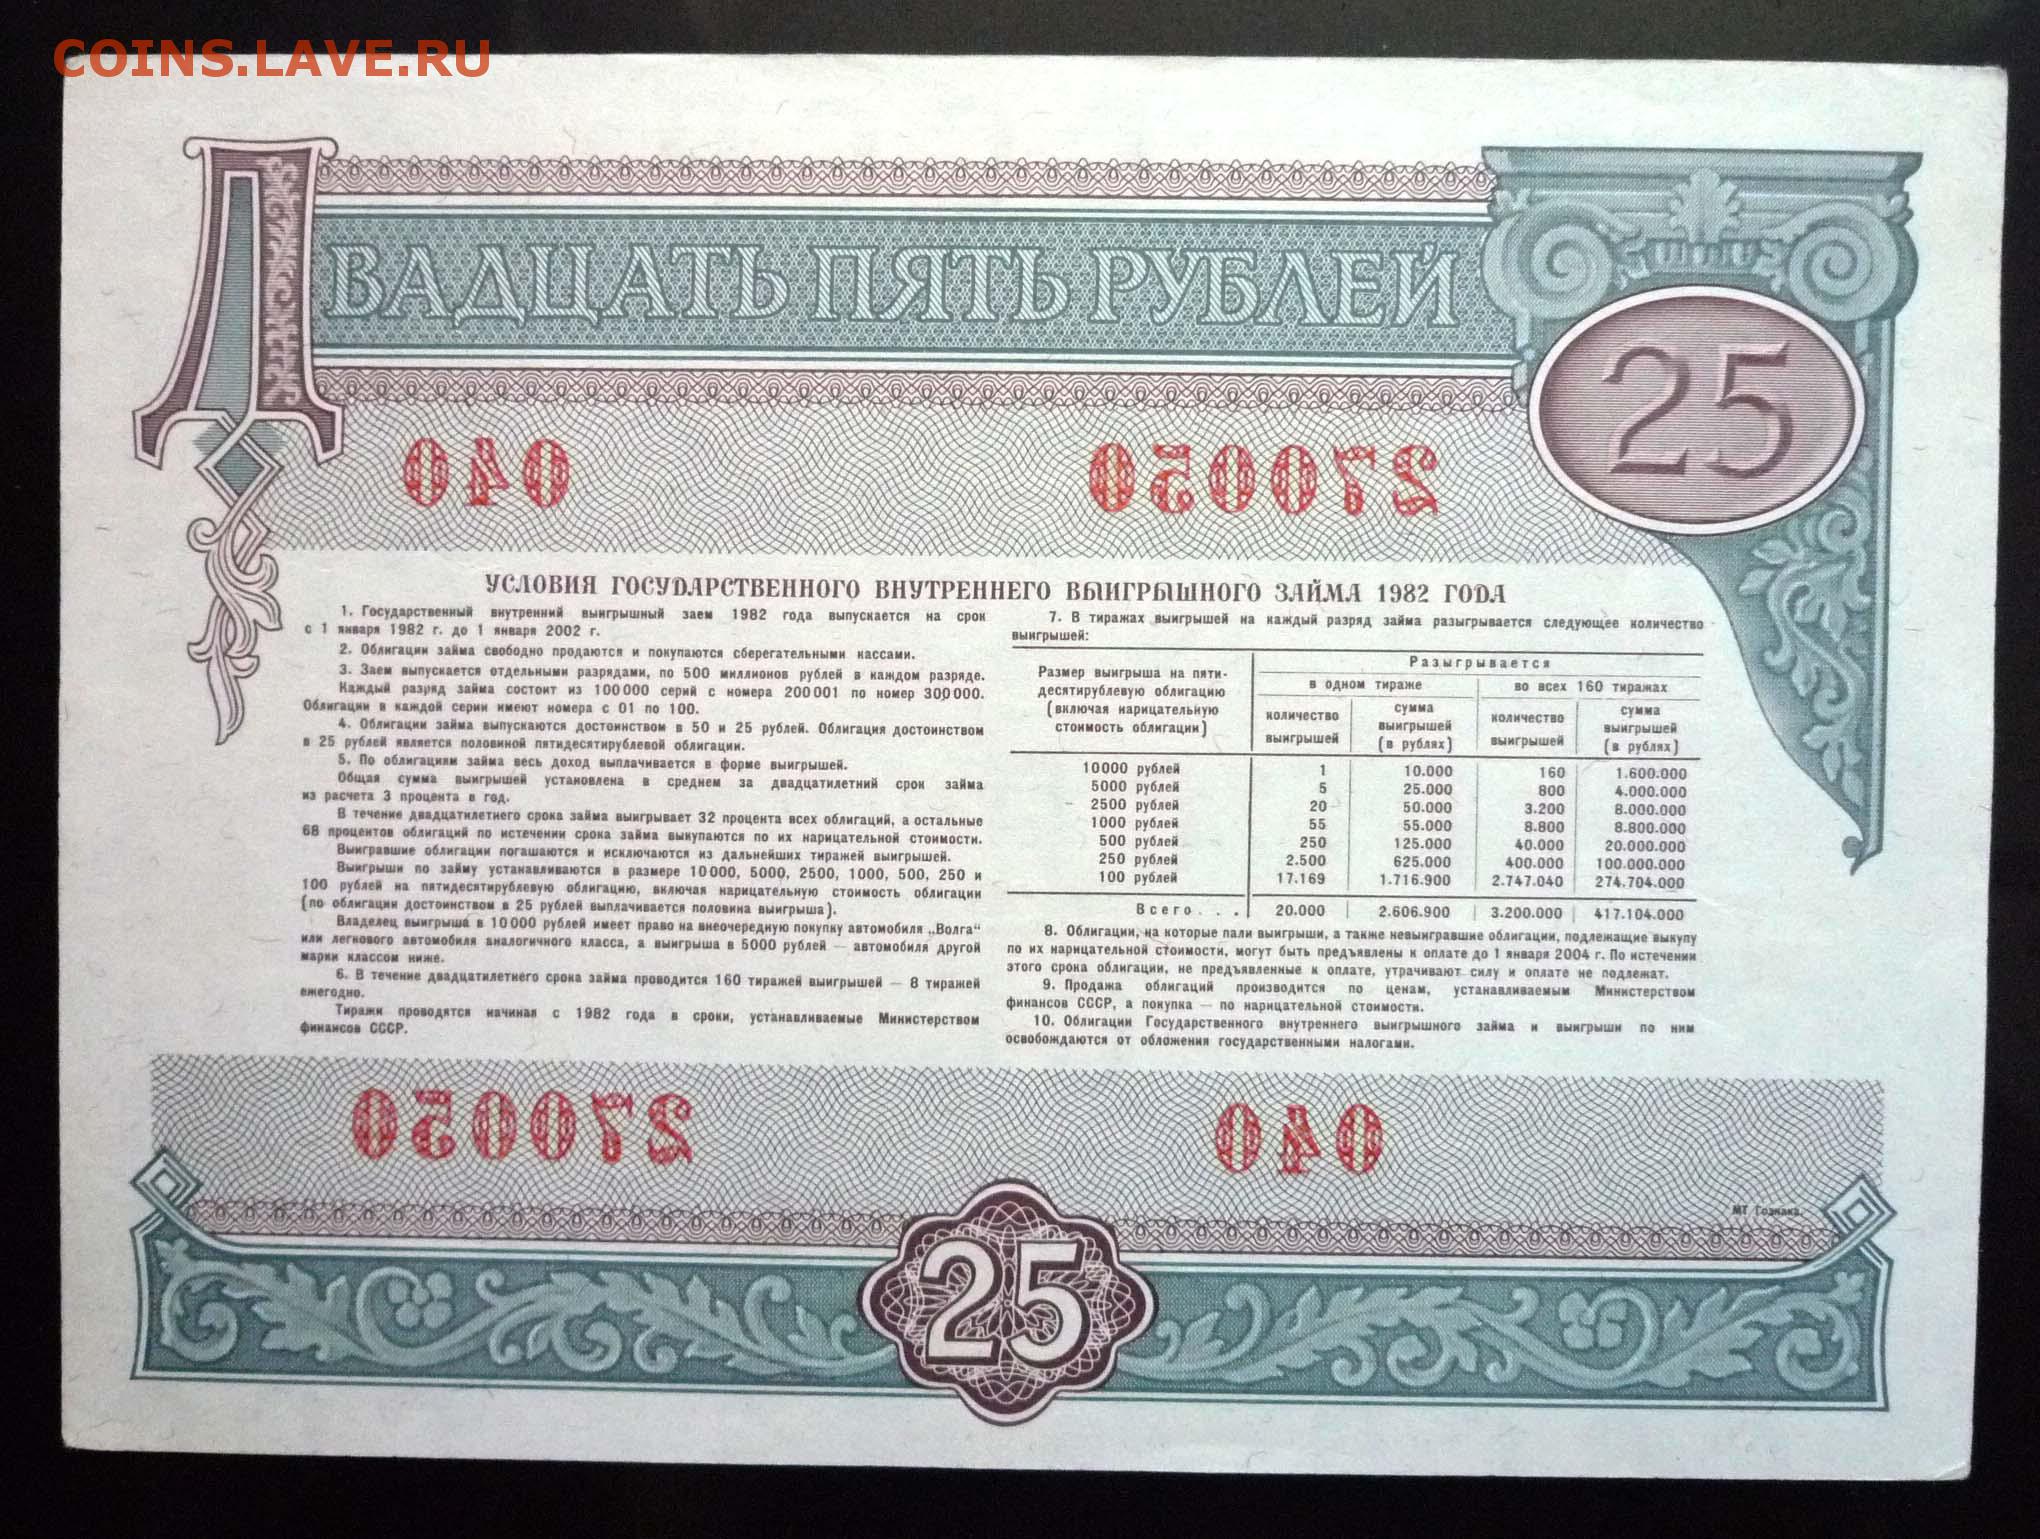 COINS.LAVE.RU
ДВАДЦАТЬ ПЯТЬ РУБЛЕЙ
25
040 270050
УСЛОВИЯ ГОСУДАРСТВЕННОГО ВНУТРЕННЕГО ВЫИГРЫШНОГО ЗАЙМА 1982 ГОДА
1. Государственный внутренний выигрышный заем 1982 года выпускается на срок
с 1 января 1982 г. до 1 января 2002 г.
2. Облигации займа свободно продаются и покупаются сберегательными кассами.
3. Заем выпускается отдельными разрядами, по 500 миллионов рублей в каждом разряде.
Каждый разряд займа состоит из 100000 серий с номера 200001 по номер 300000.
Облигации в каждой серии имеют номера с 01 по 100.
4. Облигации займа выпускаются достоинством в 50 и 25 рублей. Облигация достоинством
в 25 рублей является половиной пятидесятирублевой облигации.
5. По облигациям займа весь доход выплачивается в форме выигрышей.
Общая сумма выигрышей установлена в среднем за двадцатилетний срок займа
из расчета 3 процента в год.
В течение двадцатилетнего срока займа выигрывает 32 процента всех облигаций, а остальные
68 процентов облигаций по истечении срока займа выкупаются по их нарицательной стоимости.
Выигравшие облигации погашаются и исключаются из дальнейших тиражей выигрышей.
Выигрыши по займу устанавливаются в размере 10000, 5000, 2500, 1000, 500, 250 и
100 рублей на пятидесятирублевую облигацию, включая нарицательную стоимость облигации
(по облигации достоинством в 25 рублей выплачивается половина выигрыша).
Владелец выигрыша в 10000 рублей имеет право на внеочередную покупку автомобиля „Волга“
или легкового автомобиля аналогичного класса, а выигрыша в 5000 рублей — автомобиля другой
марки классом ниже.
6. В течение двадцатилетнего срока займа проводится 160 тиражей выигрышей — 8 тиражей
ежегодно.
Тиражи проводятся начиная с 1982 года в сроки, устанавливаемые Министерством
финансов СССР.
7. В тиражах выигрышей на каждый разряд займа разыгрывается следующее количество
выигрышей:
Размер выигрыша на пяти-
десятирублевую облигацию
(включая нарицательную
стоимость облигации)
Разыгрывается
в одном тираже во всех 160 тиражах
количество выигрышей сумма выигрышей (в рублях) количество выигрышей сумма выигрышей (в рублях)
10000 рублей 1 10.000 160 1.600.000
5000 рублей 5 25.000 800 4.000.000
2500 рублей 20 50.000 3.200 8.000.000
1000 рублей 55 55.000 8.800 8.800.000
500 рублей 250 125.000 40.000 20.000.000
250 рублей 2.500 625.000 400.000 100.000.000
100 рублей 17.169 1.716.900 2.747.040 274.704.000
Всего... 20.000 2.606.900 3.200.000 417.104.000
8. Облигации, на которые пали выигрыши, а также невыигравшие облигации, подлежащие выкупу
по их нарицательной стоимости, могут быть предъявлены к оплате до 1 января 2004 г. По истечении
этого срока облигации, не предъявленные к оплате, утрачивают силу и оплате не подлежат.
9. Продажа облигаций производится по ценам, устанавливаемым Министерством
финансов СССР, а покупка — по нарицательной стоимости.
10. Облигации Государственного внутреннего выигрышного займа и выигрыши по ним
освобождаются от обложения государственными налогами.
270050 040
МТ Гознака.
25